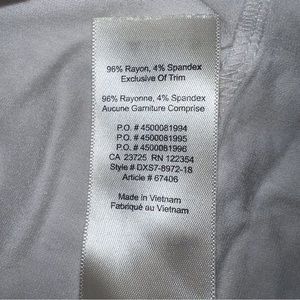 96% Rayon, 4% Spandex
Exclusive Of Trim
96% Rayonne, 4% Spandex
Aucune Garniture Comprise
P.O. # 4500081994
P.O. # 4500081995
P.O. # 4500081996
CA 23725 RN 122354
Style # DXS7-8972-18
Article # 67406
Made in Vietnam
Fabriqué au Vietnam